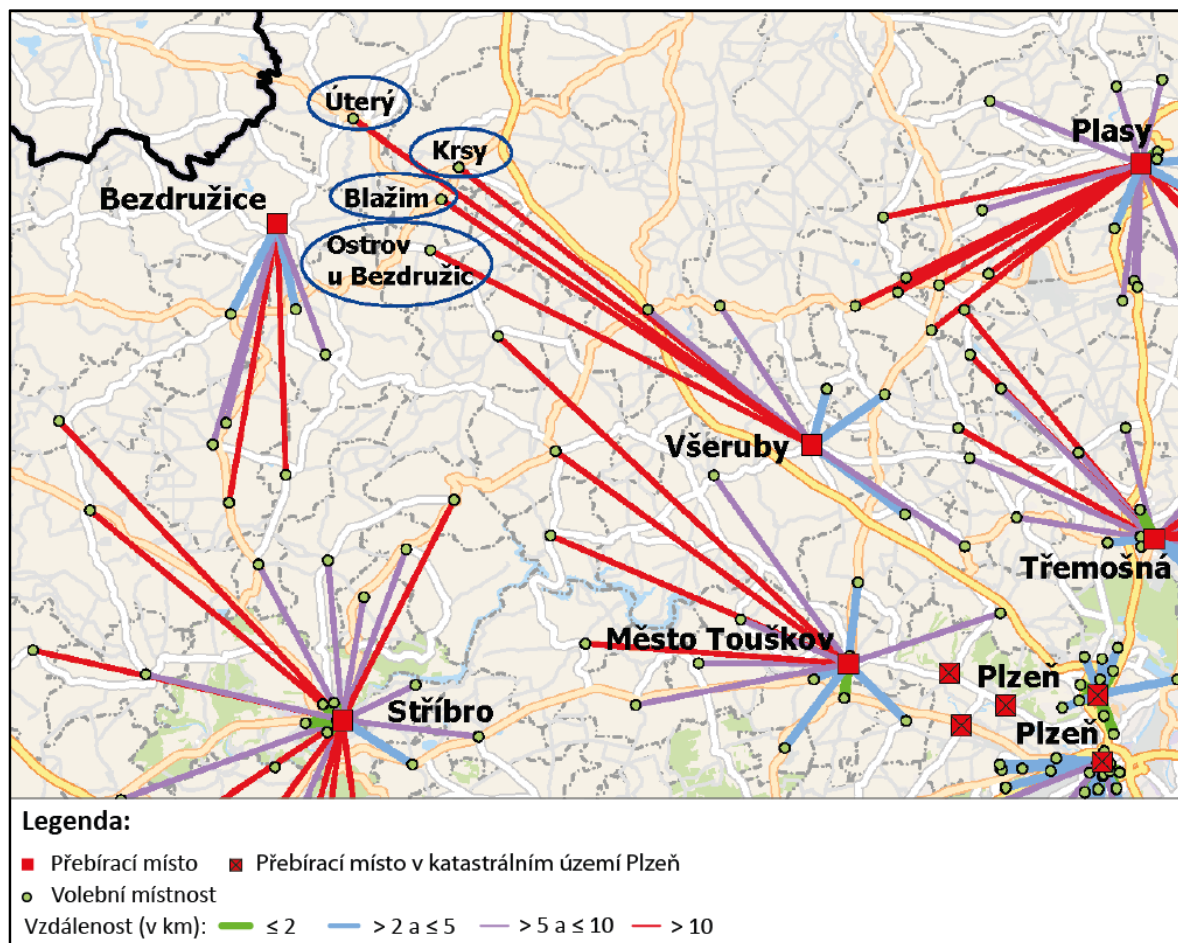 Úterý
Krsy
Plasy
Bezdružice
Blažim
Ostrov
u Bezdružic
Všeruby
Třemošná
Město Touškov
Plzeň
Stříbro
Plzeň
Legenda:
Přebírací místo Přebírací místo v katastrálním území Plzeň
Volební místnost
Vzdálenost (v km): ≤ 2 > 2 a ≤ 5 > 5 a ≤ 10 > 10